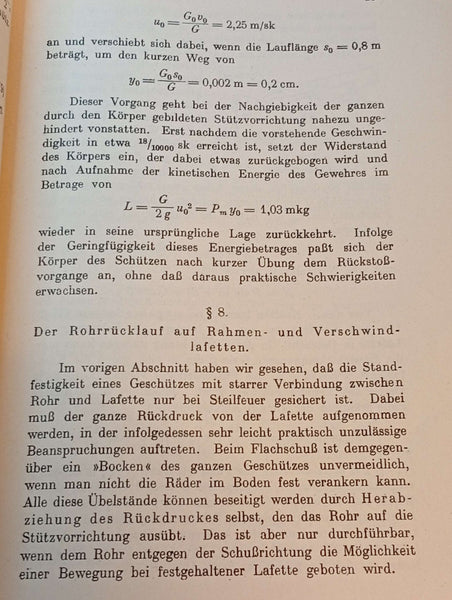 u₀ = G₀v₀/G = 2,25 m/sk
an und verschiebt sich dabei, wenn die Lauflänge s₀ = 0,8 m
beträgt, um den kurzen Weg von
y₀ = G₀s₀/G = 0,002 m = 0,2 cm.
Dieser Vorgang geht bei der Nachgiebigkeit der ganzen
durch den Körper gebildeten Stützvorrichtung nahezu unge-
hindert vonstatten. Erst nachdem die vorstehende Geschwin-
digkeit in etwa ¹⁸/₁₀₀₀₀ sk erreicht ist, setzt der Widerstand
des Körpers ein, der dabei etwas zurückgebogen wird und
nach Aufnahme der kinetischen Energie des Gewehres im
Betrage von
L = G/2g u₀² = Pₘ y₀ = 1,03 mkg
wieder in seine ursprüngliche Lage zurückkehrt. Infolge
der Geringfügigkeit dieses Energiebetrages paßt sich der
Körper des Schützen nach kurzer Übung dem Rückstoß-
vorgange an, ohne daß daraus praktische Schwierigkeiten
erwachsen.
§ 8.
Der Rohrrücklauf auf Rahmen- und Verschwind-
lafetten.
Im vorigen Abschnitt haben wir gesehen, daß die Stand-
festigkeit eines Geschützes mit starrer Verbindung zwischen
Rohr und Lafette nur bei Steilfeuer gesichert ist. Dabei
muß der ganze Rückdruck von der Lafette aufgenommen
werden, in der infolgedessen sehr leicht praktisch unzulässige
Beanspruchungen auftreten. Beim Flachschuß ist demgegen-
über ein »Bocken« des ganzen Geschützes unvermeidlich,
wenn man nicht die Räder im Boden fest verankern kann.
Alle diese Übelstände können beseitigt werden durch Herab-
ziehung des Rückdruckes selbst, den das Rohr auf die
Stützvorrichtung ausübt. Das ist aber nur durchführbar,
wenn dem Rohr entgegen der Schußrichtung die Möglichkeit
einer Bewegung bei festgehaltener Lafette geboten wird.